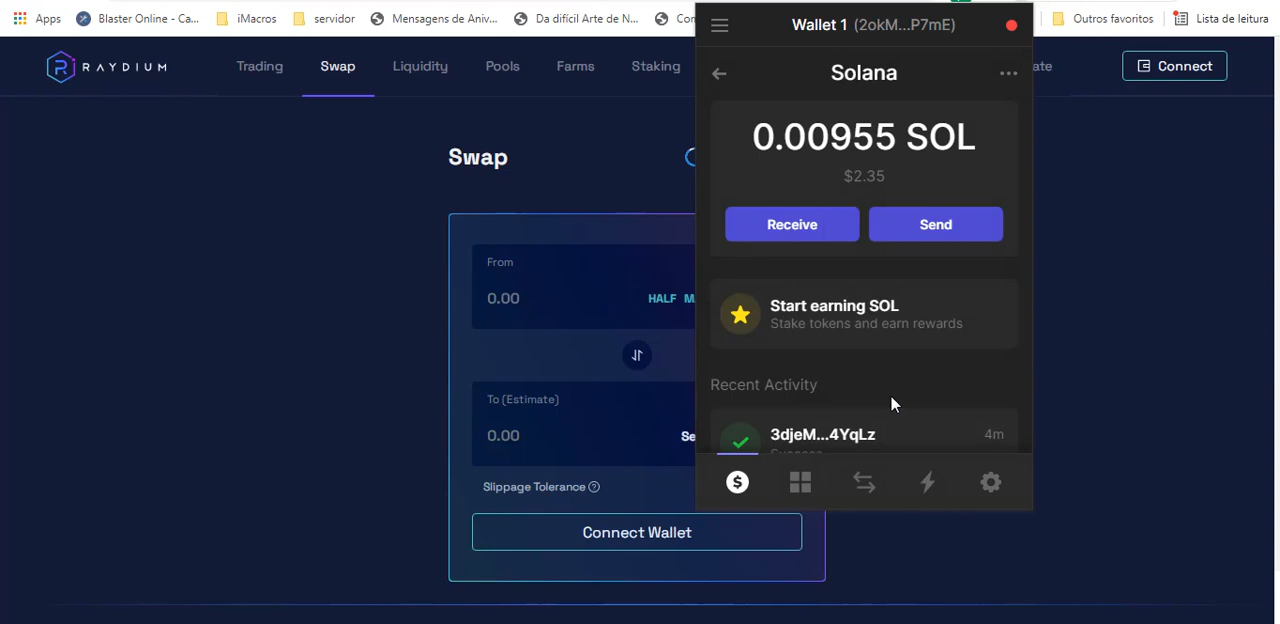 Apps
Blaster Online - Ca...
iMacros
servidor
Mensagens de Aniv...
Da difícil Arte de N...
Outros favoritos
Lista de leitura
RAYDIUM
Trading
Swap
Liquidity
Pools
Farms
Staking
Connect
Swap
From
0.00
HALF
To (Estimate)
0.00
Slippage Tolerance
Connect Wallet
Wallet 1 (2okM...P7mE)
Solana
0.00955 SOL
$2.35
Receive
Send
Start earning SOL
Stake tokens and earn rewards
Recent Activity
3djeM...4YqLz
4m